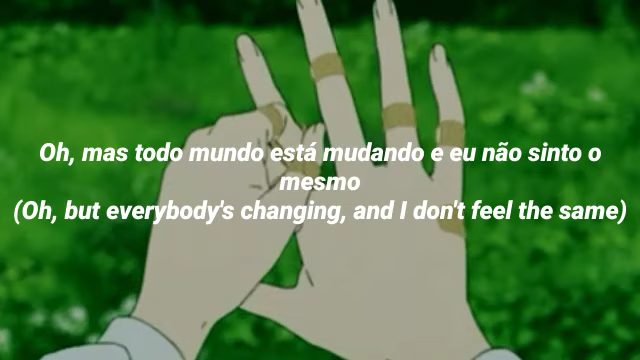 Oh, mas todo mundo está mudando e eu não sinto o
mesmo
(Oh, but everybody's changing, and I don't feel the same)